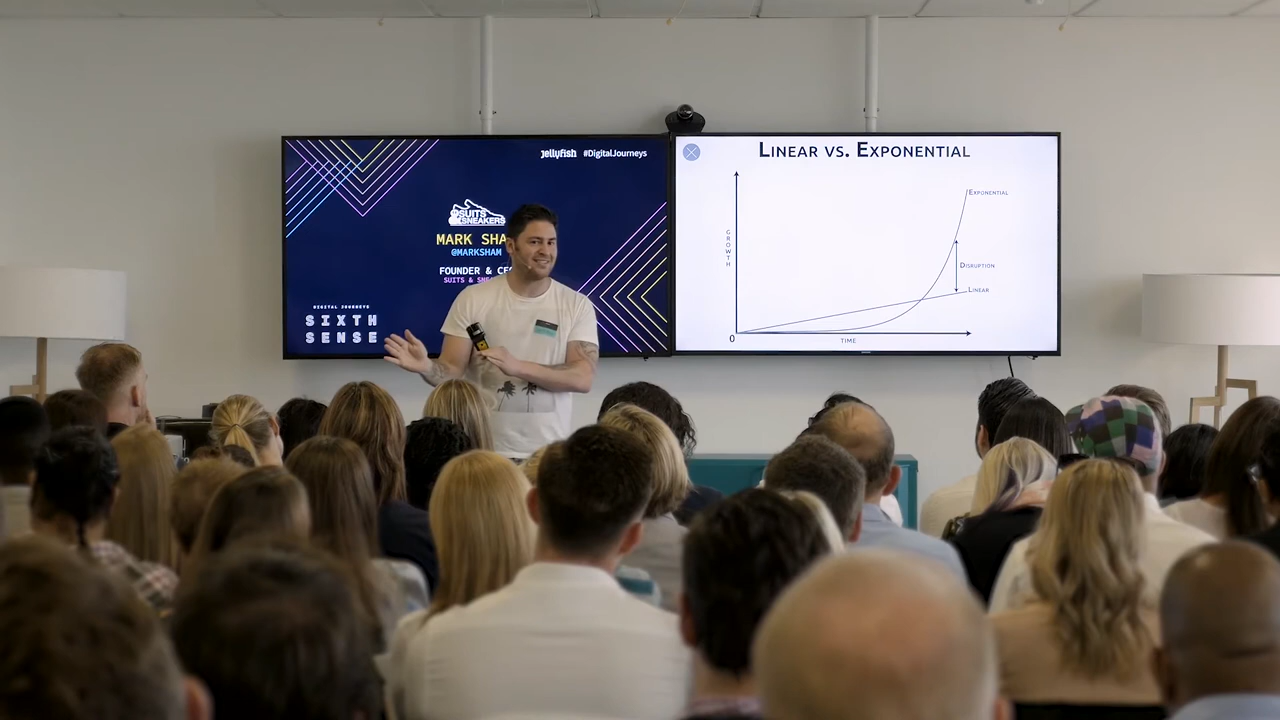 jellyfish #DigitalJourneys
SUITS
SNEAKERS
MARK SHA
@MARKSHAM
FOUNDER & CE
SUITS & SNE
DIGITAL JOURNEYS
SIXTH
SENSE
LINEAR VS. EXPONENTIAL
EXPONENTIAL
GROWTH
DISRUPTION
LINEAR
0
TIME